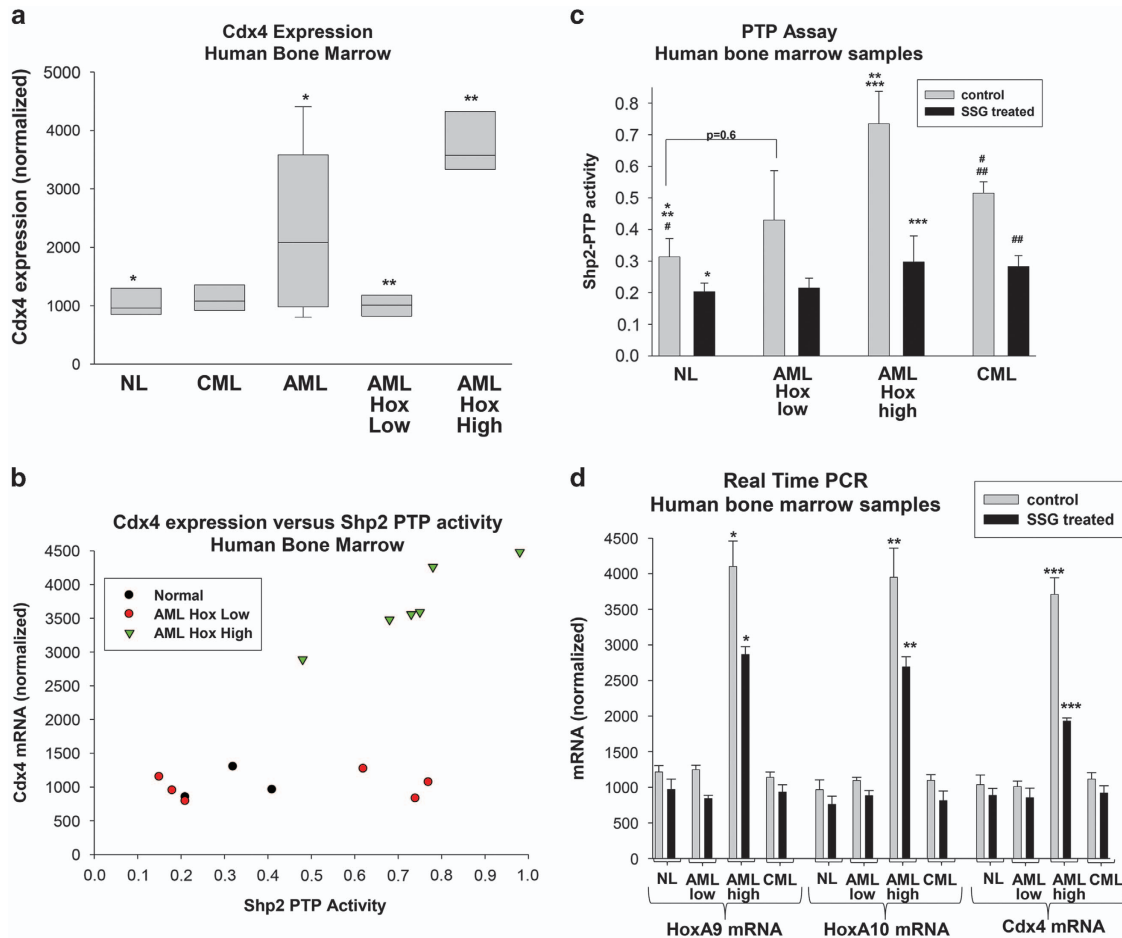 a
Cdx4 Expression
Human Bone Marrow
Cdx4 expression (normalized)
5000
4000
3000
2000
1000
0
*
*
**
**
NL
CML
AML
AML
Hox
Low
AML
Hox
High
b
Cdx4 expression versus Shp2 PTP activity
Human Bone Marrow
Cdx4 mRNA (normalized)
4500
4000
3500
3000
2500
2000
1500
1000
500
0
Normal
AML Hox Low
AML Hox High
0.0 0.1 0.2 0.3 0.4 0.5 0.6 0.7 0.8 0.9 1.0
Shp2 PTP Activity
c
PTP Assay
Human bone marrow samples
control
SSG treated
Shp2-PTP activity
0.8
0.7
0.6
0.5
0.4
0.3
0.2
0.1
0.0
p=0.6
*
**
#
*
**
***
***
#
##
##
NL
AML
Hox
low
AML
Hox
high
CML
d
Real Time PCR
Human bone marrow samples
control
SSG treated
mRNA (normalized)
4500
4000
3500
3000
2500
2000
1500
1000
500
0
*
*
**
**
***
***
NL AML AML CML NL AML AML CML NL AML AML CML
low high low high low high
HoxA9 mRNA HoxA10 mRNA Cdx4 mRNA